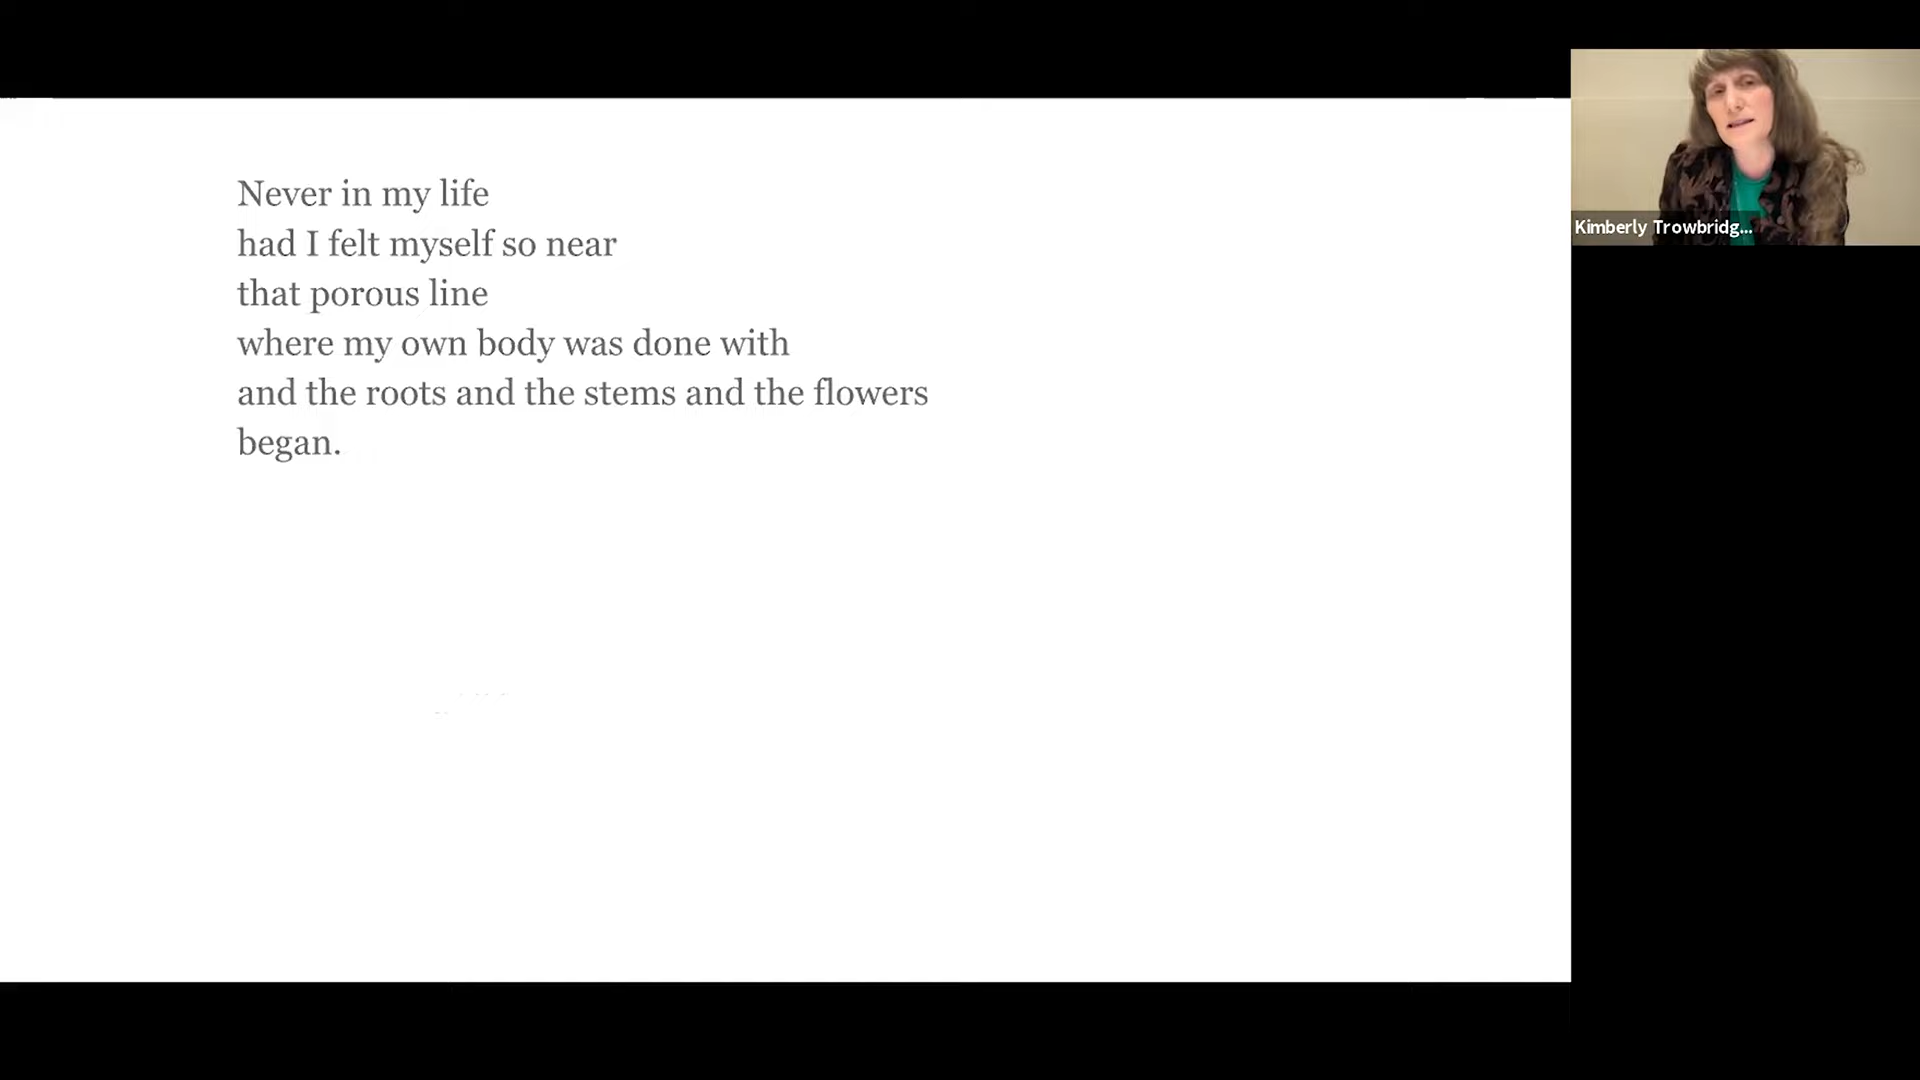 Never in my life
had I felt myself so near
that porous line
where my own body was done with
and the roots and the stems and the flowers
began.
Kimberly Trowbridg...